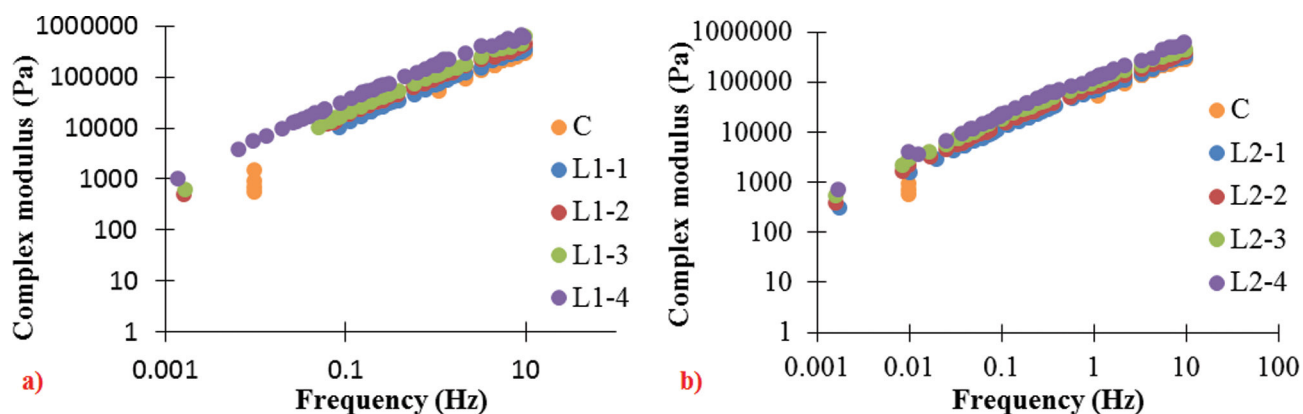 Complex modulus (Pa)
1000000
100000
10000
1000
100
10
1
0.001
0.1
10
Frequency (Hz)
C
L1-1
L1-2
L1-3
L1-4
a)
Complex modulus (Pa)
1000000
100000
10000
1000
100
10
1
0.001
0.01
0.1
1
10
100
Frequency (Hz)
C
L2-1
L2-2
L2-3
L2-4
b)